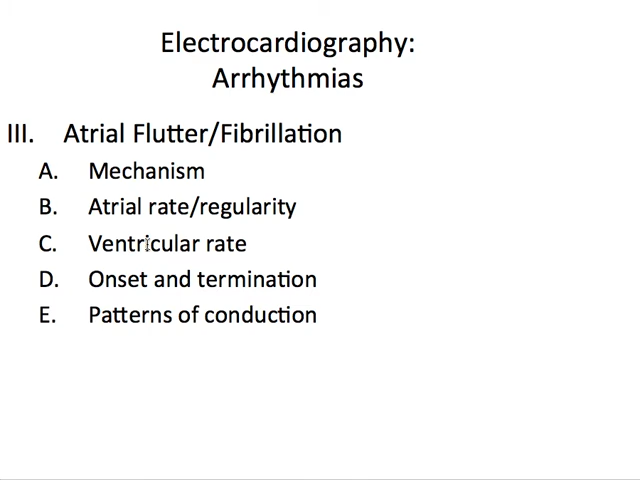 Electrocardiography:
Arrhythmias
III. Atrial Flutter/Fibrillation
A. Mechanism
B. Atrial rate/regularity
C. Ventricular rate
D. Onset and termination
E. Patterns of conduction